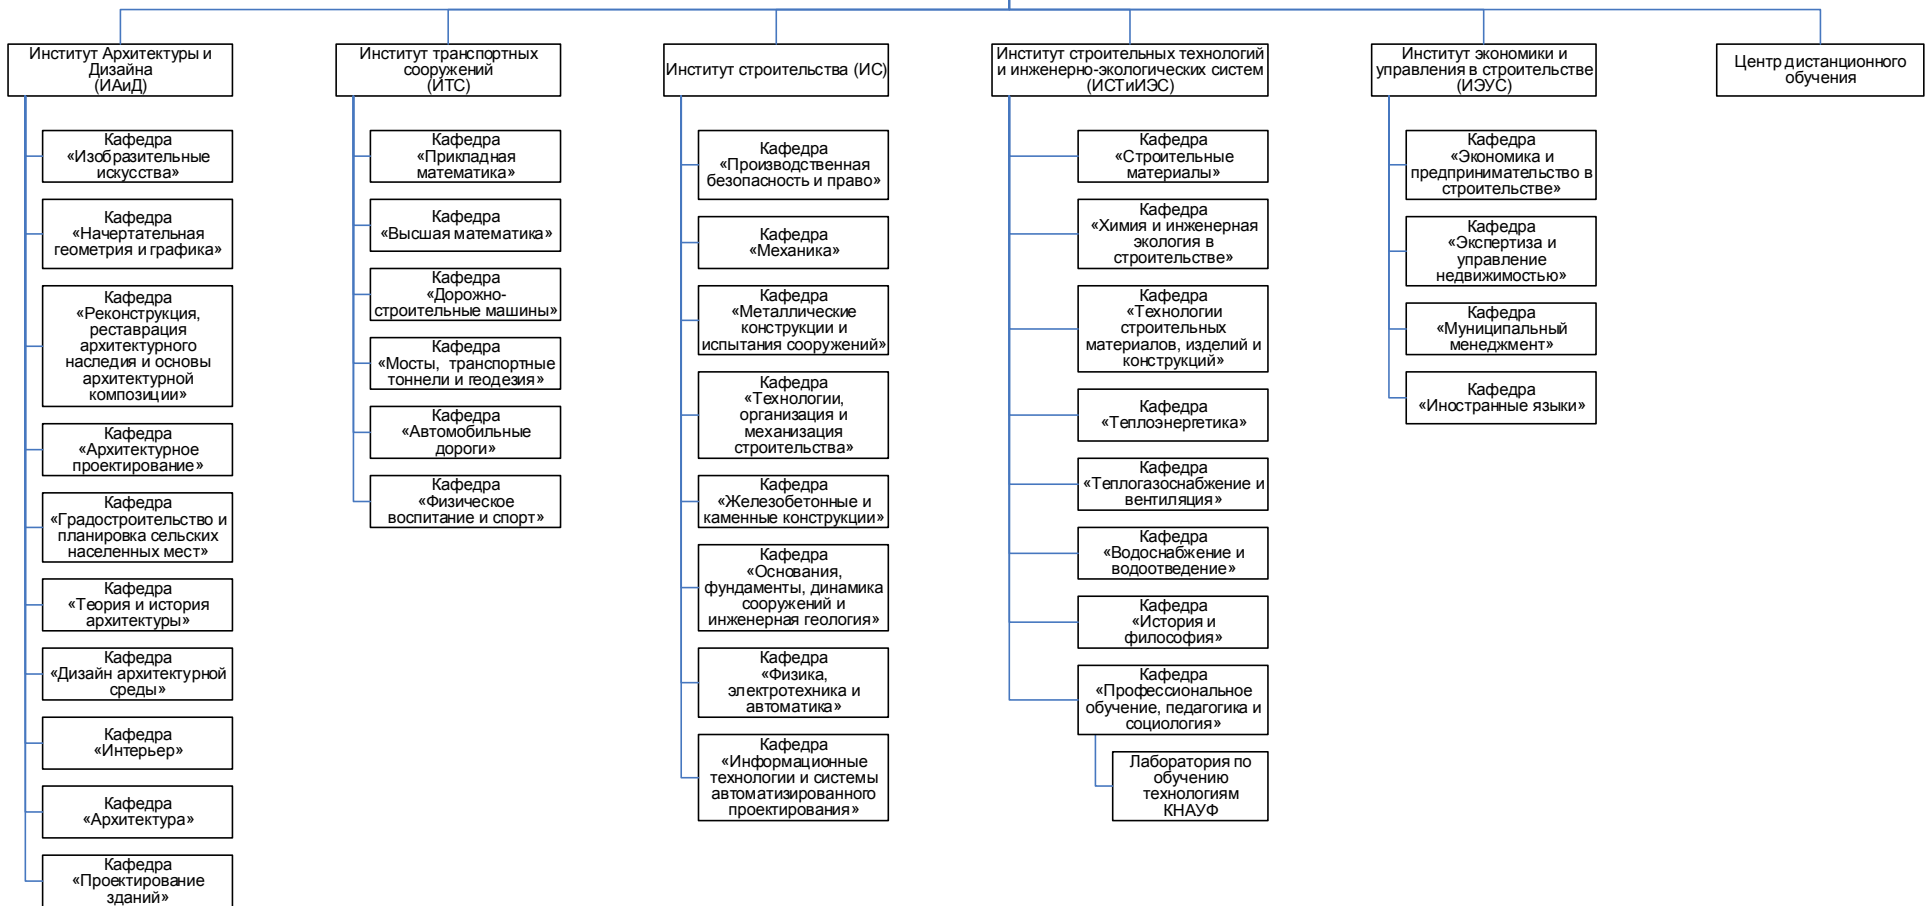 Институт Архитектуры и
Дизайна
(ИАиД)
Институт транспортных
сооружений
(ИТС)
Институт строительства (ИС)
Институт строительных технологий
и инженерно-экологических систем
(ИСТиИЭС)
Институт экономики и
управления в строительстве
(ИЭУС)
Центр дистанционного
обучения
Кафедра
«Изобразительные
искусства»
Кафедра
«Начертательная
геометрия и графика»
Кафедра
«Реконструкция,
реставрация
архитектурного
наследия и основы
архитектурной
композиции»
Кафедра
«Архитектурное
проектирование»
Кафедра
«Градостроительство и
планировка сельских
населенных мест»
Кафедра
«Теория и история
архитектуры»
Кафедра
«Дизайн архитектурной
среды»
Кафедра
«Интерьер»
Кафедра
«Архитектура»
Кафедра
«Проектирование
зданий»
Кафедра
«Прикладная
математика»
Кафедра
«Высшая математика»
Кафедра
«Дорожно-
строительные машины»
Кафедра
«Мосты, транспортные
тоннели и геодезия»
Кафедра
«Автомобильные
дороги»
Кафедра
«Физическое
воспитание и спорт»
Кафедра
«Производственная
безопасность и право»
Кафедра
«Механика»
Кафедра
«Металлические
конструкции и
испытания сооружений»
Кафедра
«Технологии,
организация и
механизация
строительства»
Кафедра
«Железобетонные и
каменные конструкции»
Кафедра
«Основания,
фундаменты, динамика
сооружений и
инженерная геология»
Кафедра
«Физика,
электротехника и
автоматика»
Кафедра
«Информационные
технологии и системы
автоматизированного
проектирования»
Кафедра
«Строительные
материалы»
Кафедра
«Химия и инженерная
экология в
строительстве»
Кафедра
«Технологии
строительных
материалов, изделий и
конструкций»
Кафедра
«Теплоэнергетика»
Кафедра
«Теплогазоснабжение и
вентиляция»
Кафедра
«Водоснабжение и
водоотведение»
Кафедра
«История и
философия»
Кафедра
«Профессиональное
обучение, педагогика и
социология»
Лаборатория по
обучению
технологиям
КНАУФ
Кафедра
«Экономика и
предпринимательство в
строительстве»
Кафедра
«Экспертиза и
управление
недвижимостью»
Кафедра
«Муниципальный
менеджмент»
Кафедра
«Иностранные языки»